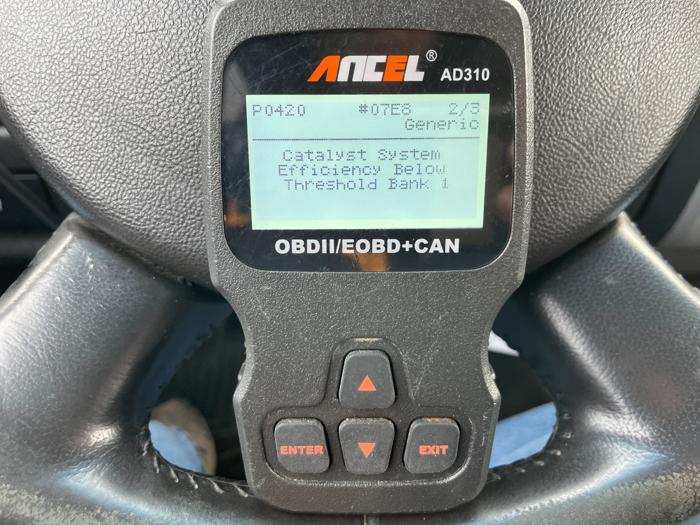 ANCEL®
AD310
P0420 #07E8 2/3
Generic
Catalyst System
Efficiency Below
Threshold Bank 1
OBDII/EOBD+CAN
ENTER
EXIT